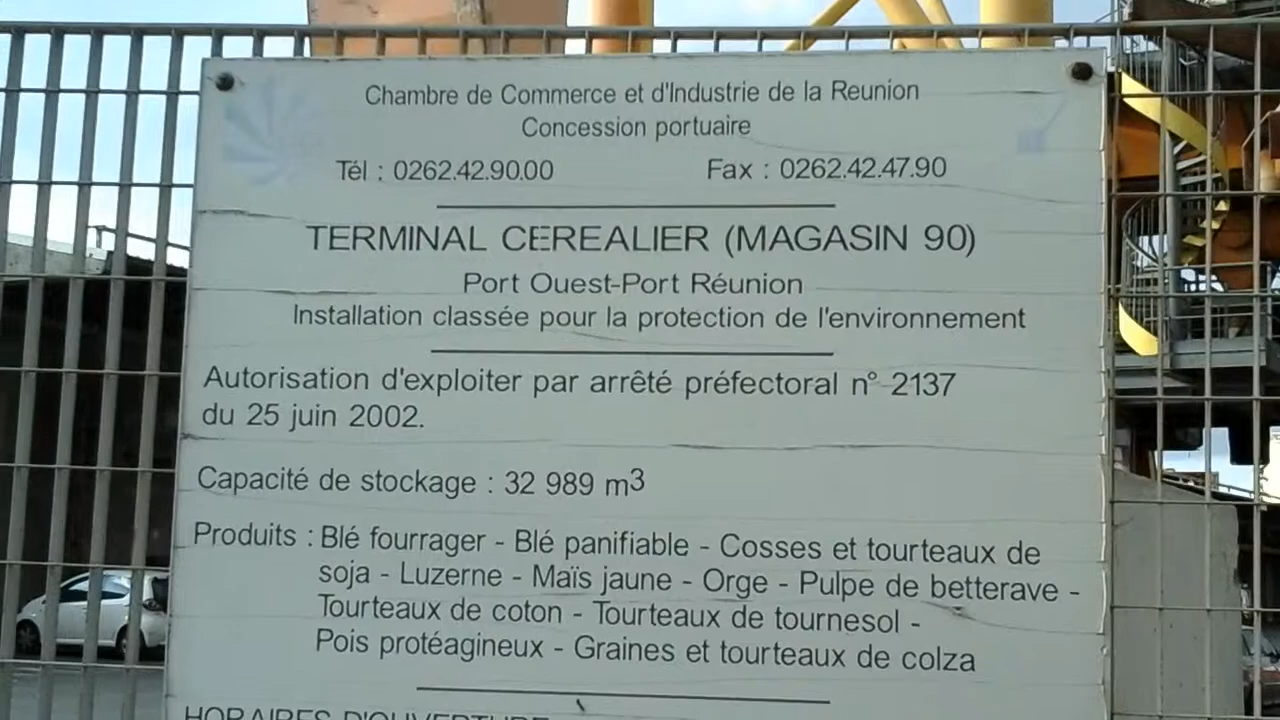 Chambre de Commerce et d'Industrie de la Reunion
Concession portuaire
Tél : 0262.42.90.00 Fax : 0262.42.47.90
TERMINAL CEREALIER (MAGASIN 90)
Port Ouest-Port Réunion
Installation classée pour la protection de l'environnement
Autorisation d'exploiter par arrêté préfectoral n° 2137
du 25 juin 2002.
Capacité de stockage : 32 989 m3
Produits : Blé fourrager - Blé panifiable - Cosses et tourteaux de
soja - Luzerne - Maïs jaune - Orge - Pulpe de betterave -
Tourteaux de coton - Tourteaux de tournesol -
Pois protéagineux - Graines et tourteaux de colza
HORAIRES D'OUVERTURE